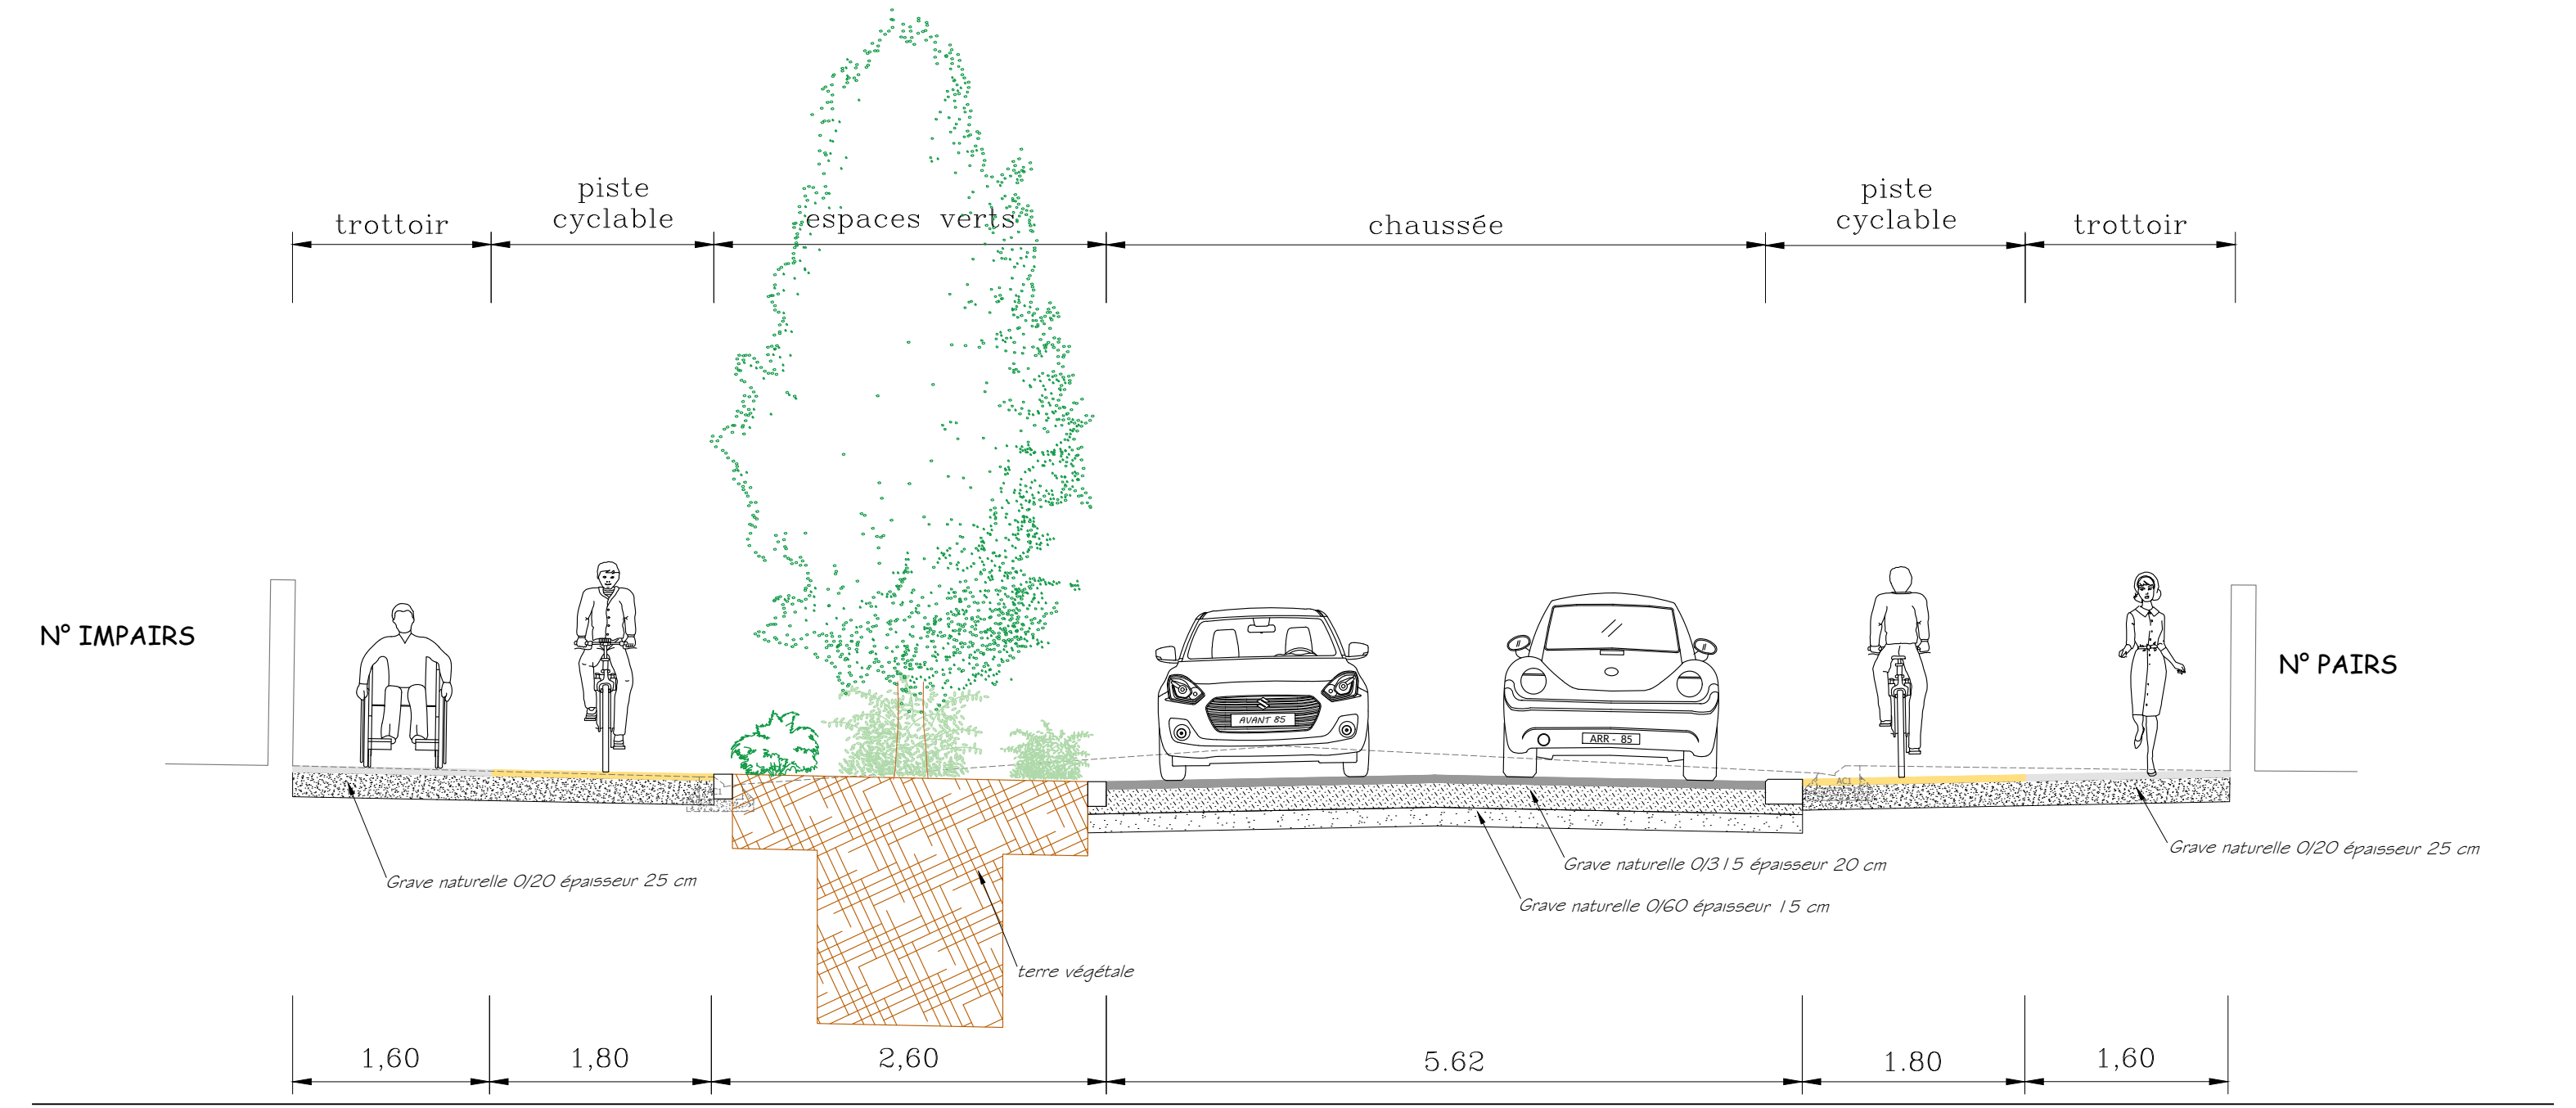 piste
cyclable
piste
cyclable
trottoir
espaces verts
chaussée
trottoir
N° IMPAIRS
N° PAIRS
AVANT 85
ARR - 85
AC1
Grave naturelle 0/20 épaisseur 25 cm
Grave naturelle 0/315 épaisseur 20 cm
Grave naturelle 0/20 épaisseur 25 cm
Grave naturelle 0/60 épaisseur 15 cm
terre végétale
1,60
1,80
2,60
5.62
1.80
1,60